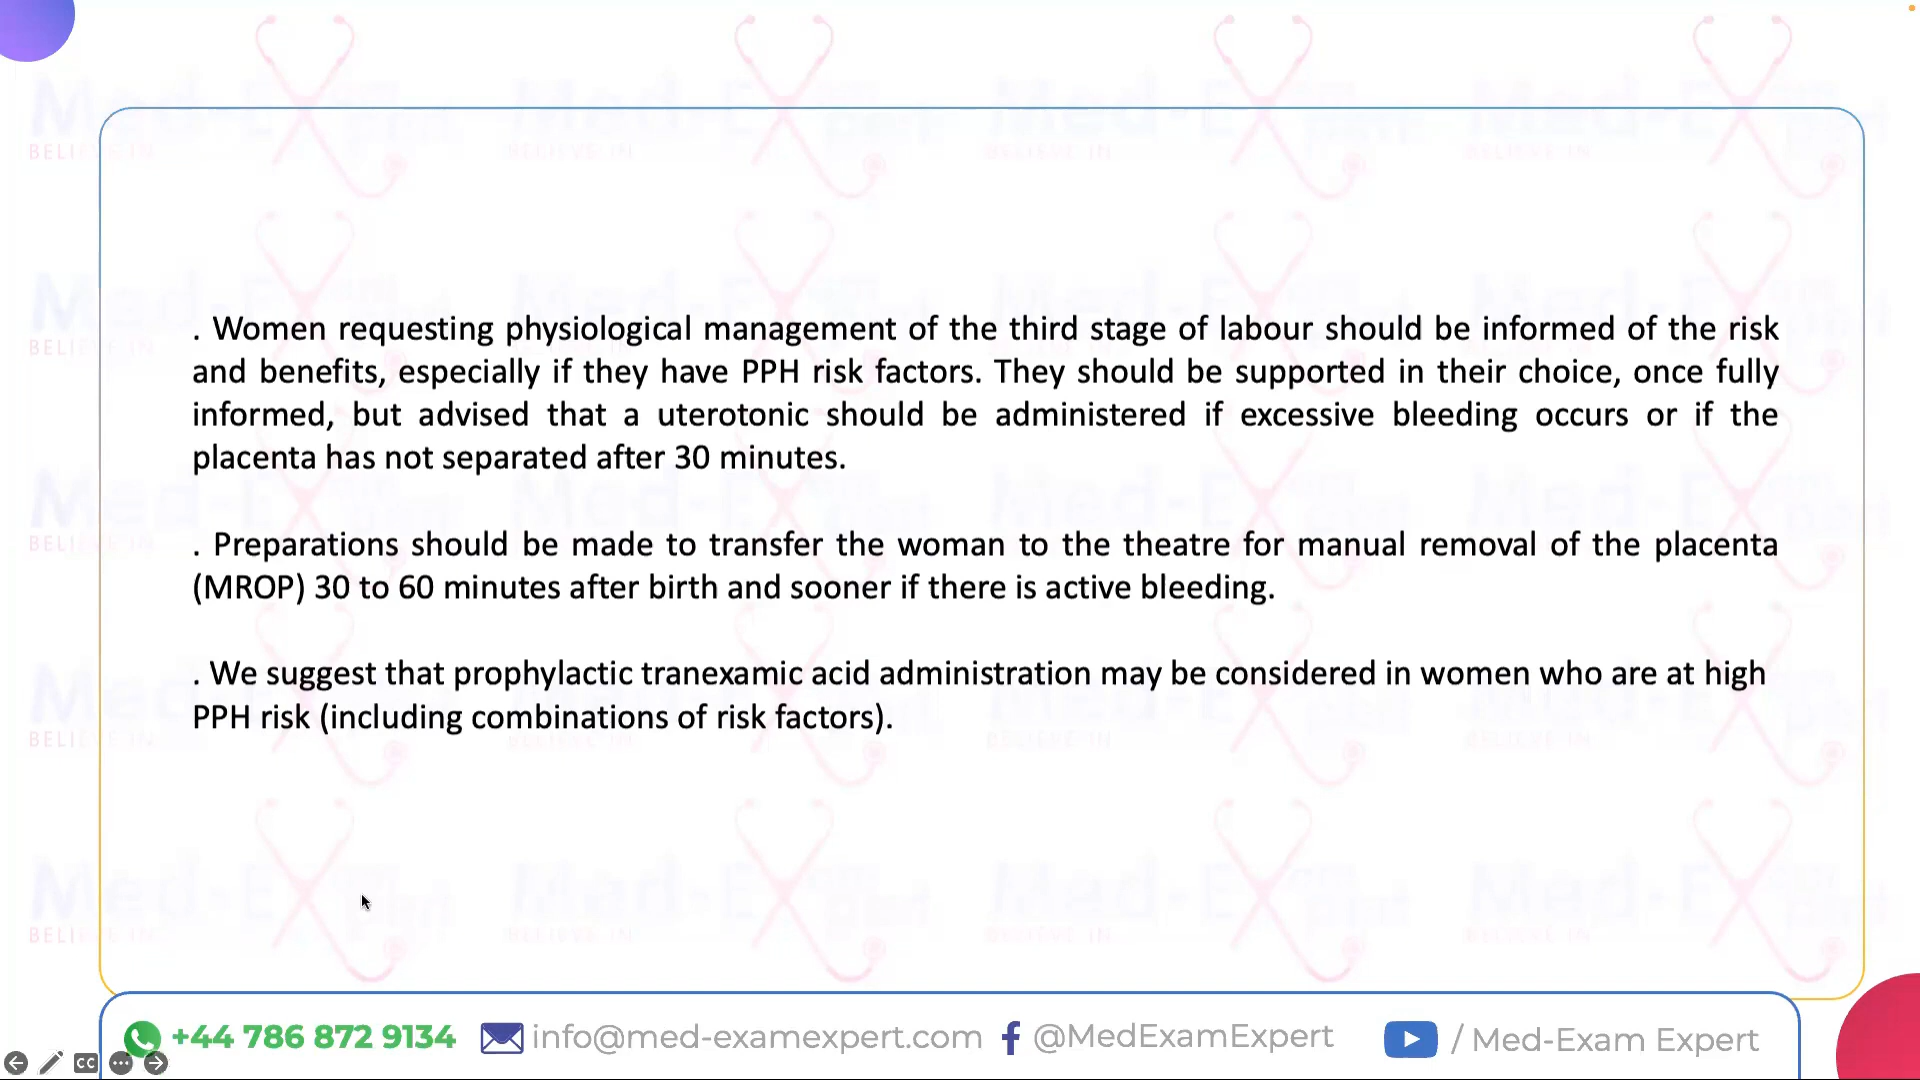 . Women requesting physiological management of the third stage of labour should be informed of the risk
and benefits, especially if they have PPH risk factors. They should be supported in their choice, once fully
informed, but advised that a uterotonic should be administered if excessive bleeding occurs or if the
placenta has not separated after 30 minutes.
. Preparations should be made to transfer the woman to the theatre for manual removal of the placenta
(MROP) 30 to 60 minutes after birth and sooner if there is active bleeding.
. We suggest that prophylactic tranexamic acid administration may be considered in women who are at high
PPH risk (including combinations of risk factors).
+44 786 872 9134 info@med-examexpert.com @MedExamExpert / Med-Exam Expert
CC